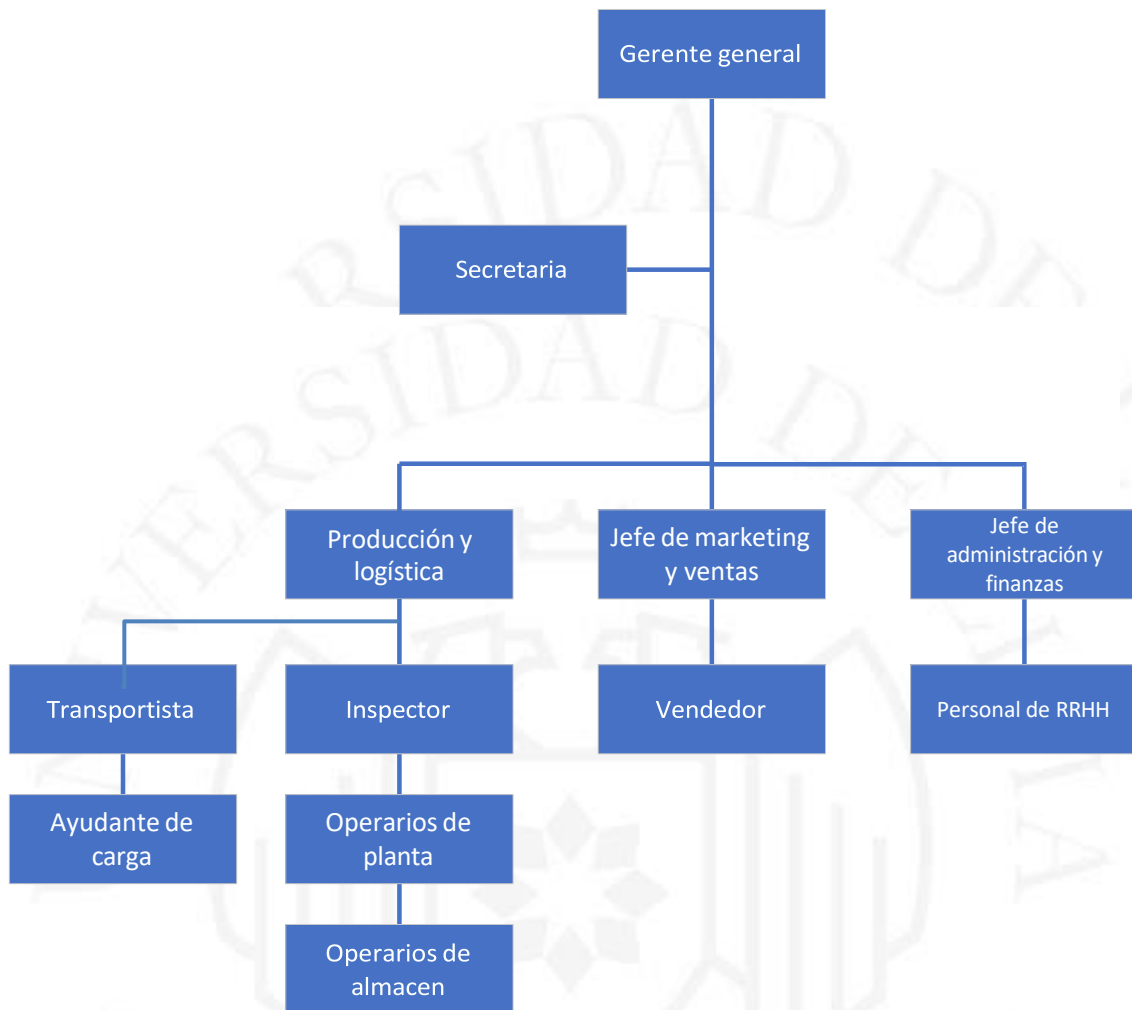 Gerente general
Secretaria
Producción y
logística
Jefe de marketing
y ventas
Jefe de
administración y
finanzas
Transportista
Inspector
Vendedor
Personal de RRHH
Ayudante de
carga
Operarios de
planta
Operarios de
almacen